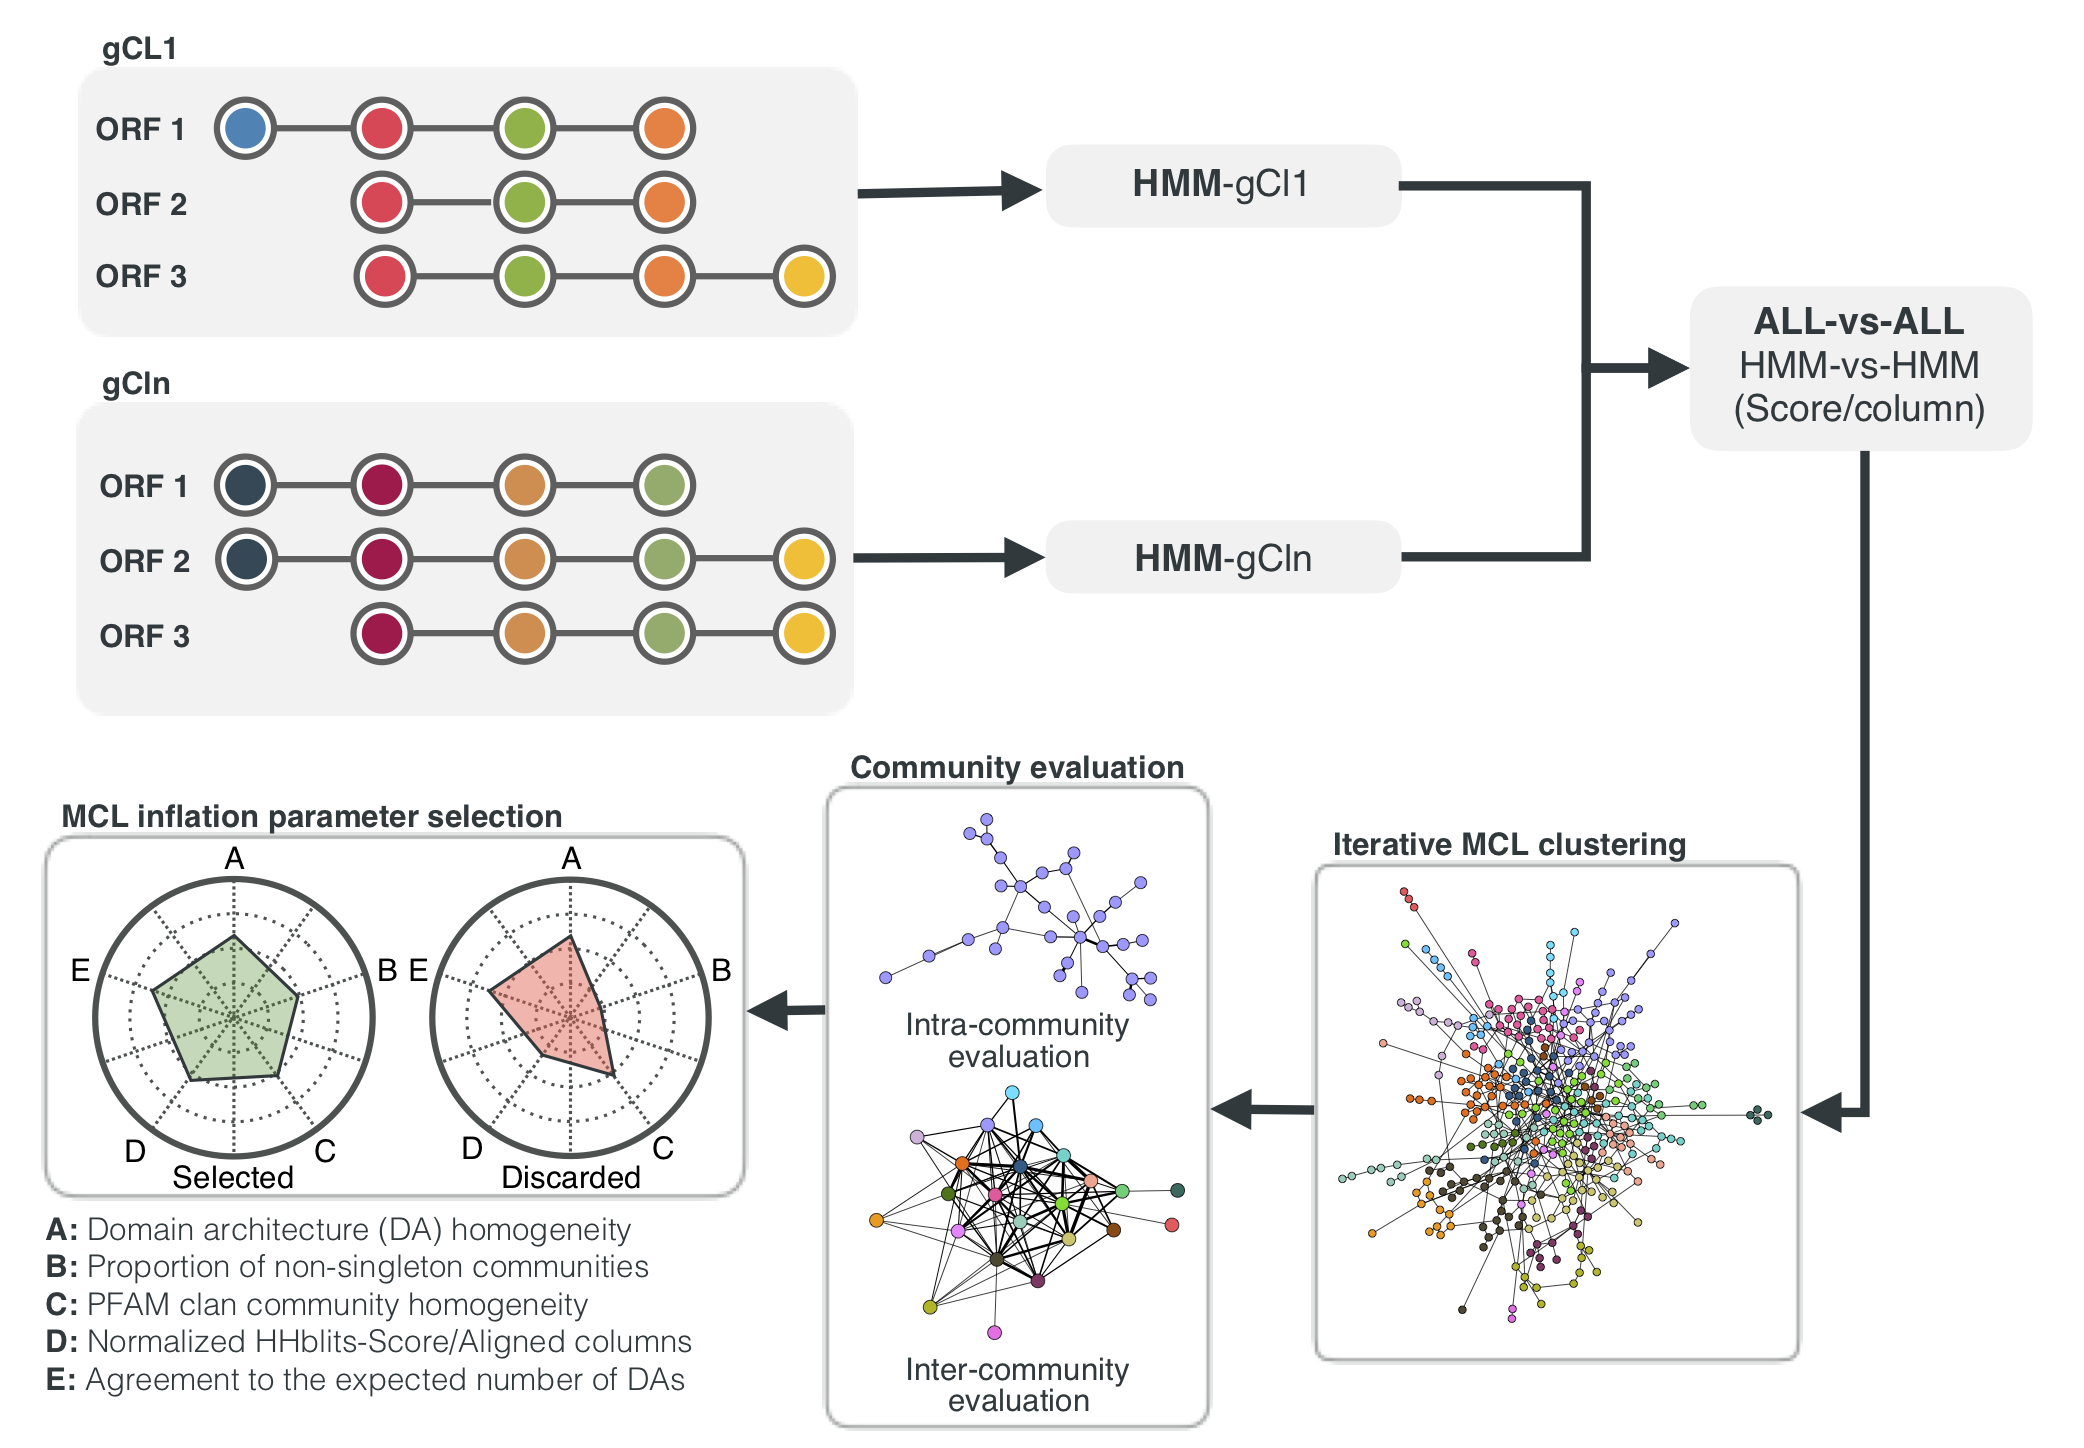 gCL1
ORF 1
ORF 2
ORF 3
HMM-gCl1
gCln
ORF 1
ORF 2
ORF 3
HMM-gCln
ALL-vs-ALL
HMM-vs-HMM
(Score/column)
Iterative MCL clustering
Community evaluation
Intra-community
evaluation
Inter-community
evaluation
MCL inflation parameter selection
A
B
C
D
E
Selected
A
B
C
D
E
Discarded
A: Domain architecture (DA) homogeneity
B: Proportion of non-singleton communities
C: PFAM clan community homogeneity
D: Normalized HHblits-Score/Aligned columns
E: Agreement to the expected number of DAs